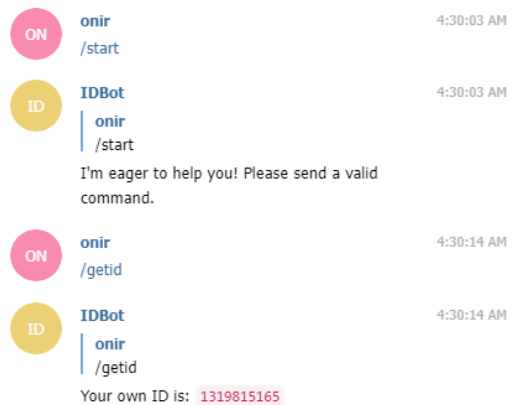 ON
onir
4:30:03 AM
/start
ID
IDBot
4:30:03 AM
onir
/start
I'm eager to help you! Please send a valid
command.
ON
onir
4:30:14 AM
/getid
ID
IDBot
4:30:14 AM
onir
/getid
Your own ID is: 1319815165